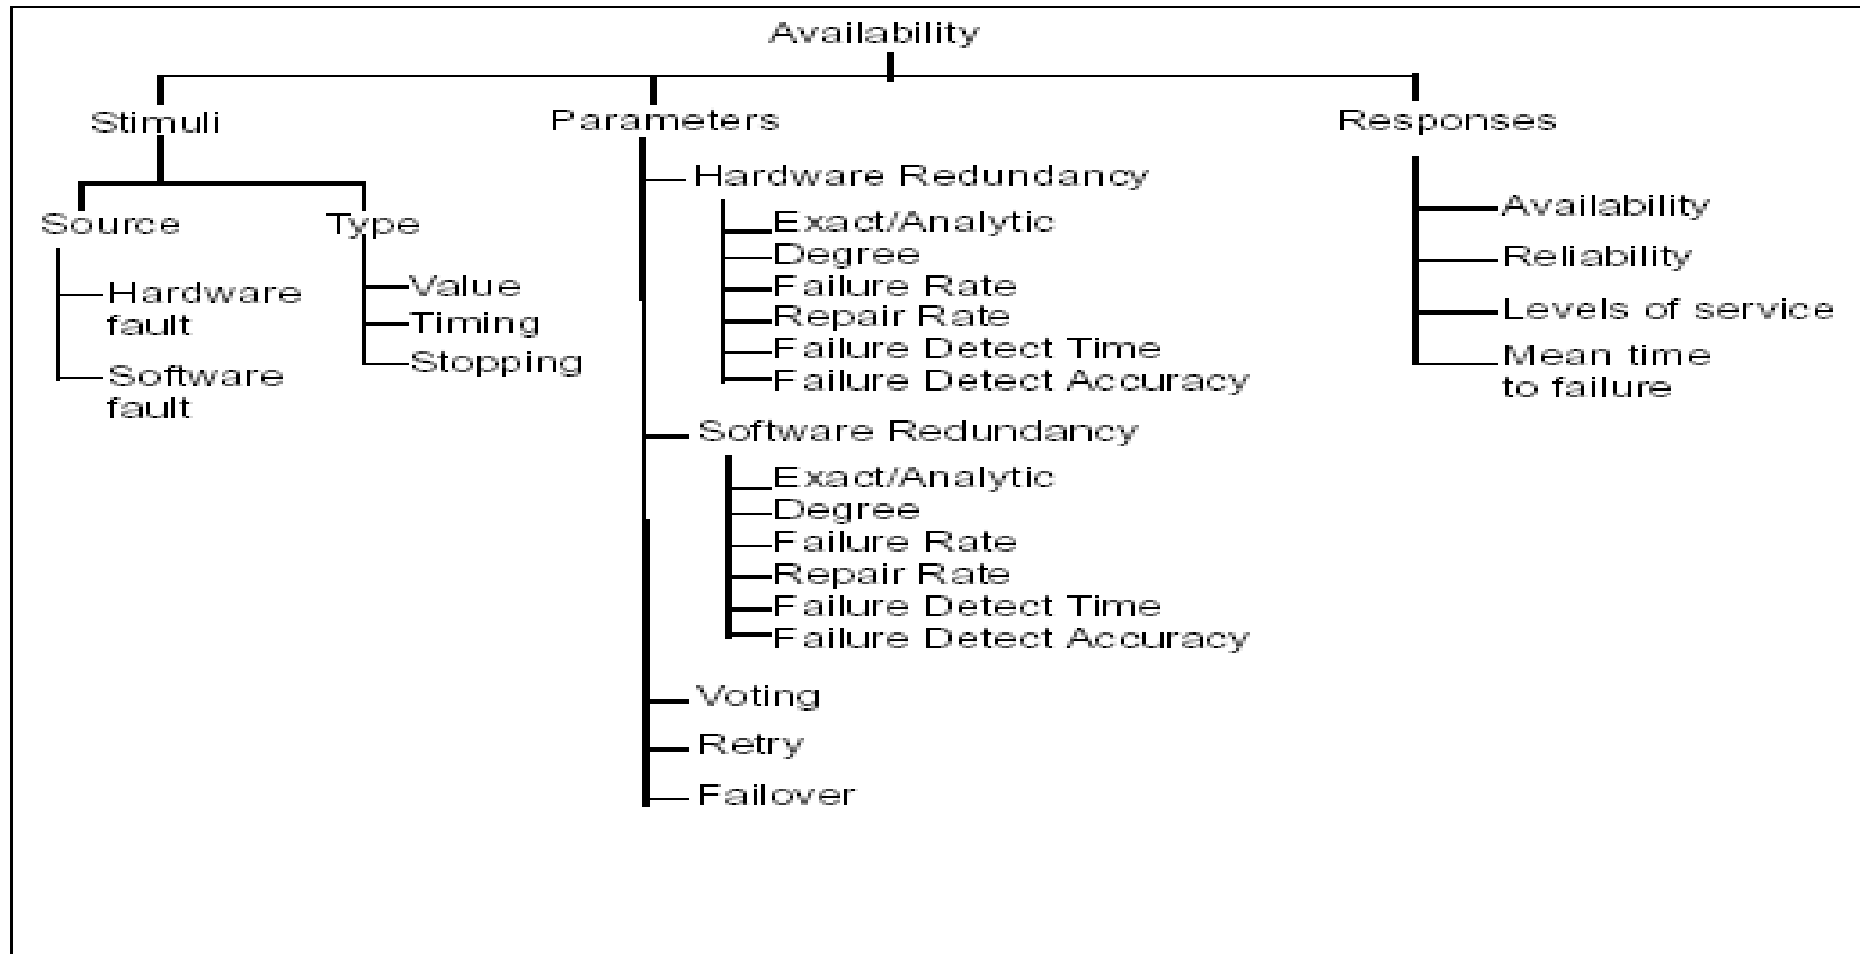 Availability
Stimuli
Parameters
Responses
Source
Type
Hardware
fault
Software
fault
Value
Timing
Stopping
Hardware Redundancy
Exact/Analytic
Degree
Failure Rate
Repair Rate
Failure Detect Time
Failure Detect Accuracy
Software Redundancy
Exact/Analytic
Degree
Failure Rate
Repair Rate
Failure Detect Time
Failure Detect Accuracy
Voting
Retry
Failover
Availability
Reliability
Levels of service
Mean time
to failure